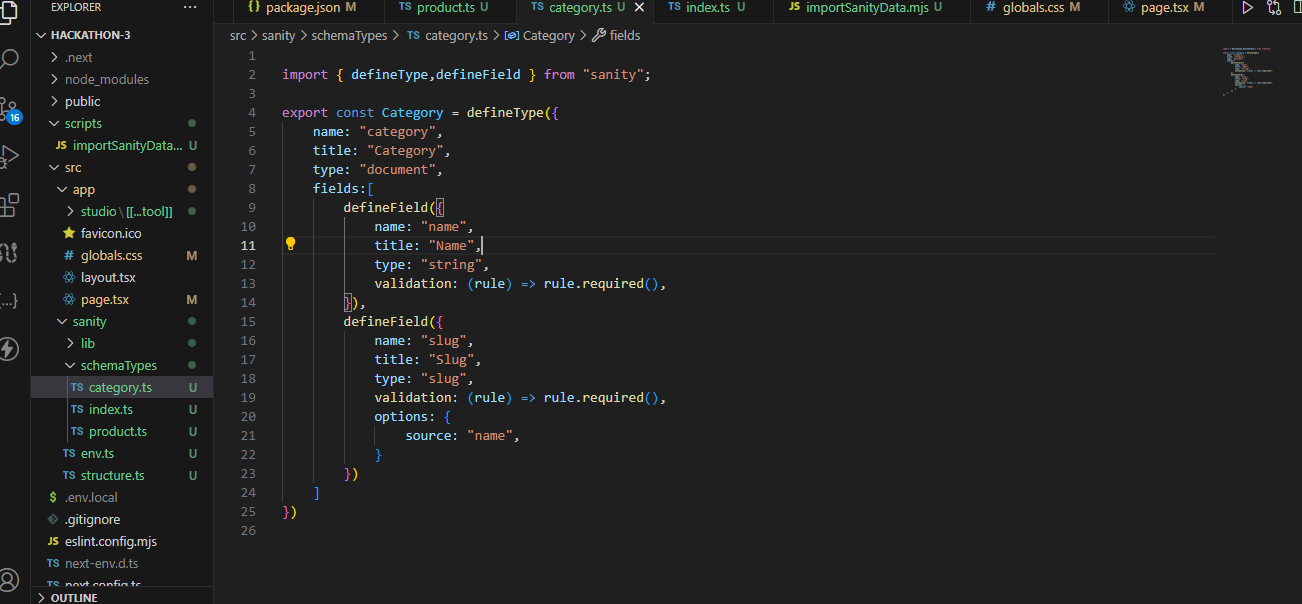 EXPLORER ...
{} package.json M
TS product.ts U
TS category.ts U ×
TS index.ts U
JS importSanityData.mjs U
# globals.css M
page.tsx M
HACKATHON-3
.next
node_modules
public
scripts
JS importSanityData... U
src
app
studio\[[...tool]]
favicon.ico
# globals.css M
layout.tsx
page.tsx M
sanity
lib
schemaTypes
TS category.ts U
TS index.ts U
TS product.ts U
TS env.ts U
TS structure.ts U
$ .env.local
.gitignore
JS eslint.config.mjs
TS next-env.d.ts
TS next.config.ts
OUTLINE
16
src > sanity > schemaTypes > TS category.ts > Category > fields
1
2 import { defineType,defineField } from "sanity";
3
4 export const Category = defineType({
5 name: "category",
6 title: "Category",
7 type: "document",
8 fields:[
9 defineField({
10 name: "name",
11 title: "Name",
12 type: "string",
13 validation: (rule) => rule.required(),
14 }),
15 defineField({
16 name: "slug",
17 title: "Slug",
18 type: "slug",
19 validation: (rule) => rule.required(),
20 options: {
21 source: "name",
22 }
23 })
24 ]
25 })
26